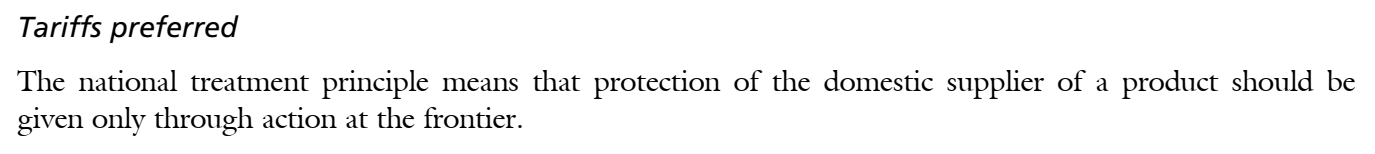 Tariffs preferred
The national treatment principle means that protection of the domestic supplier of a product should be
given only through action at the frontier.